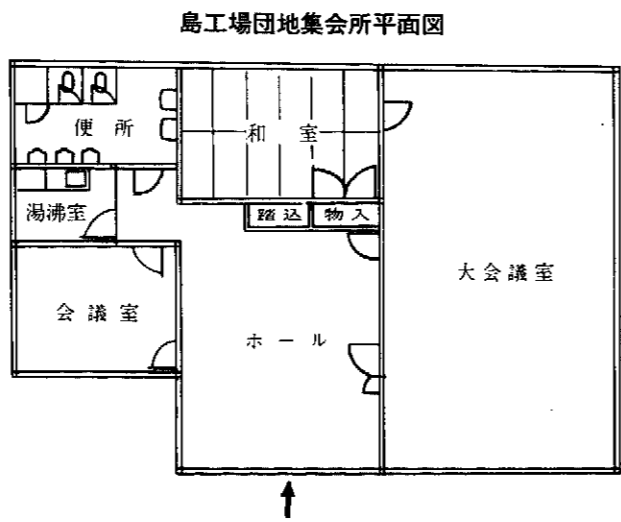 島工場団地集会所平面図
便所
和室
湯沸室
踏込
物入
大会議室
会議室
ホール